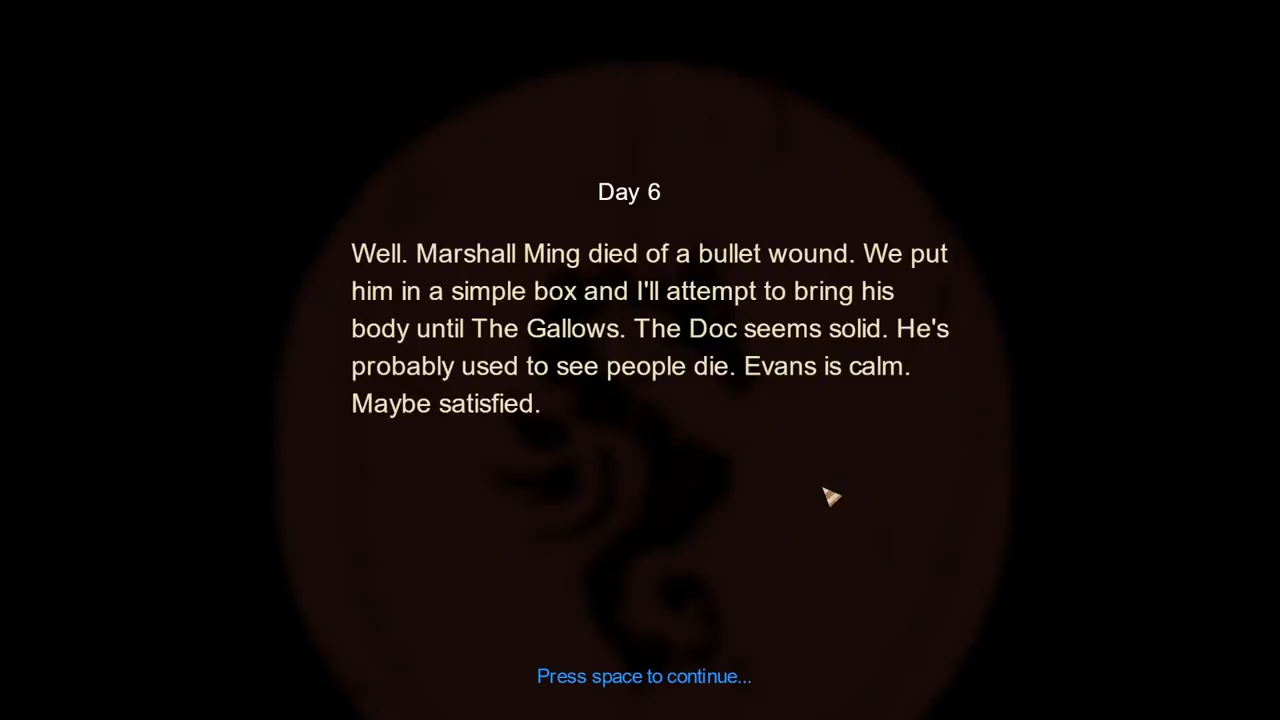 Day 6
Well. Marshall Ming died of a bullet wound. We put
him in a simple box and I'll attempt to bring his
body until The Gallows. The Doc seems solid. He's
probably used to see people die. Evans is calm.
Maybe satisfied.
Press space to continue...